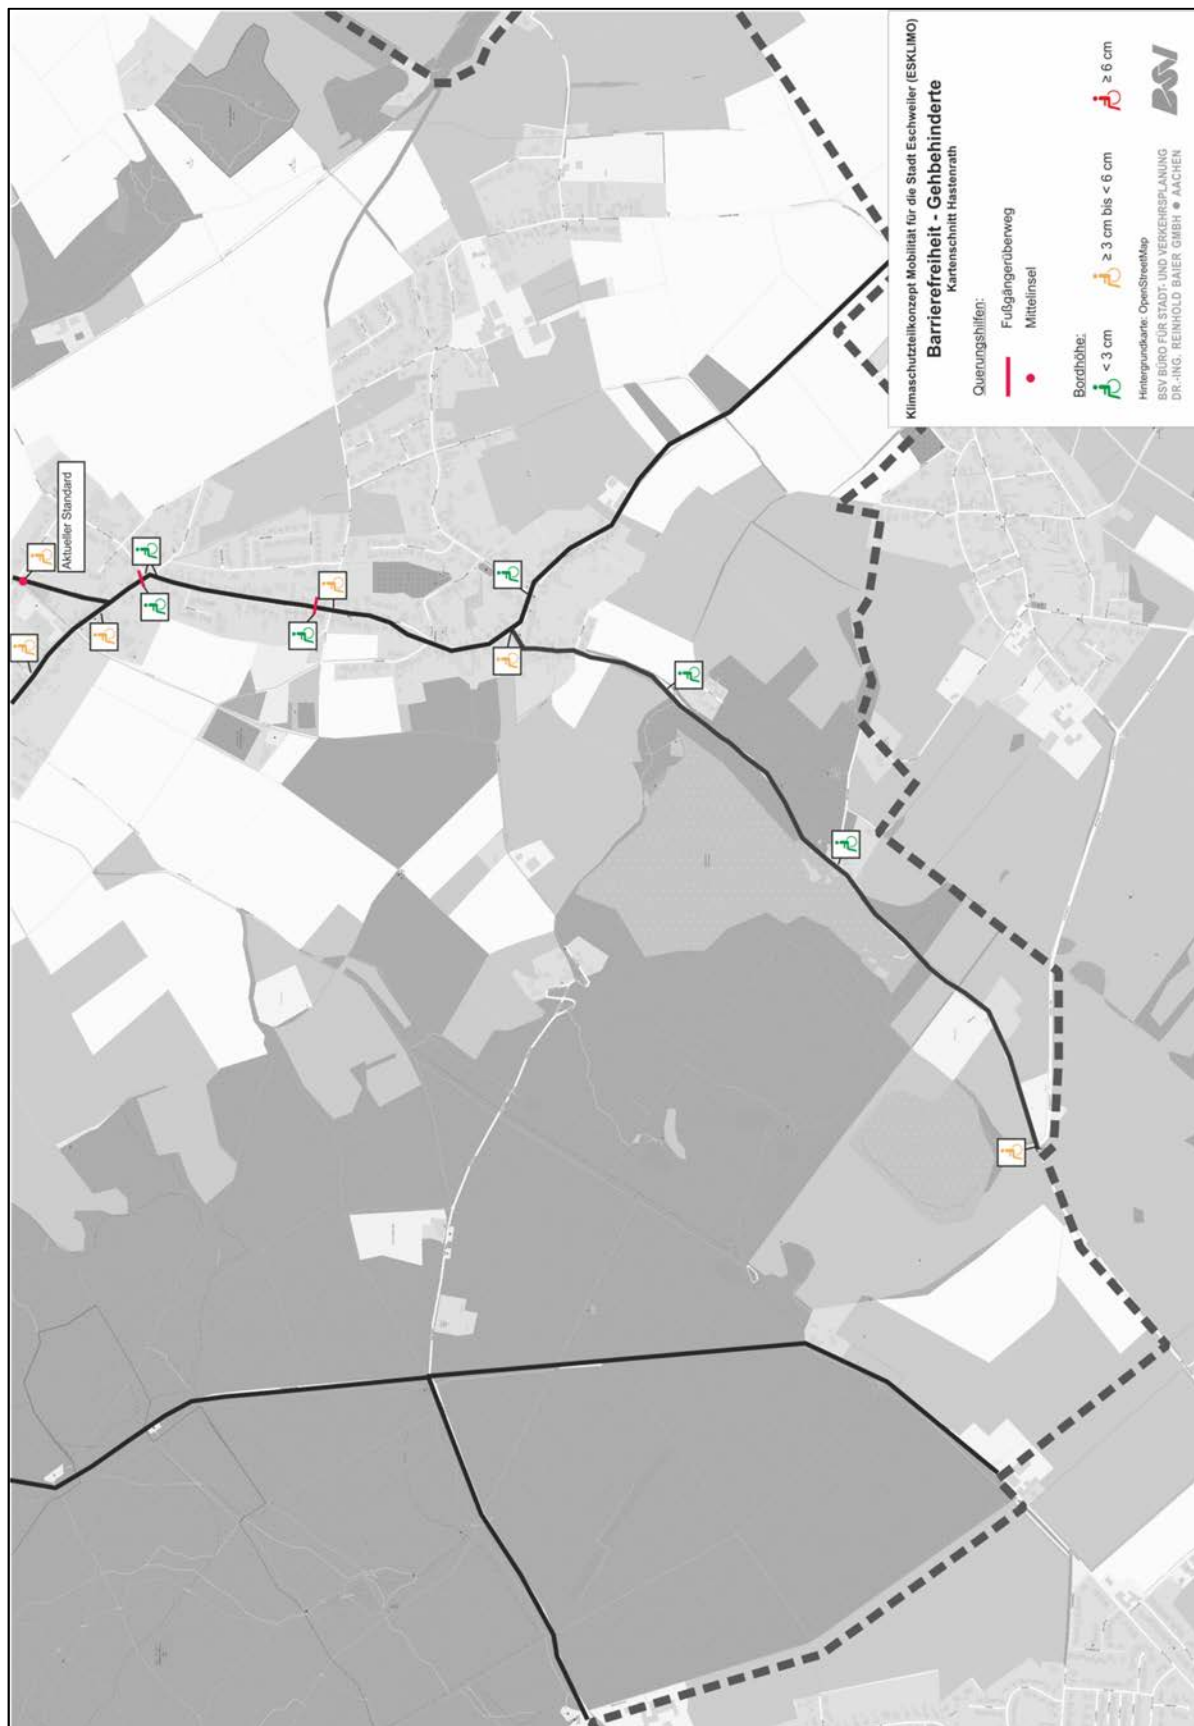 Aktueller Standard
Klimaschutzteilkonzept Mobilität für die Stadt Eschweiler (ESKLIMO)
Barrierefreiheit - Gehbehinderte
Kartenschnitt Hastenrath
Querungshilfen:
Fußgängerüberweg
Mittelinsel
Bordhöhe:
< 3 cm
≥ 3 cm bis < 6 cm
≥ 6 cm
Hintergrundkarte: OpenStreetMap
BSV BÜRO FÜR STADT- UND VERKEHRSPLANUNG
DR.-ING. REINHOLD BAIER GMBH ● AACHEN
BSV